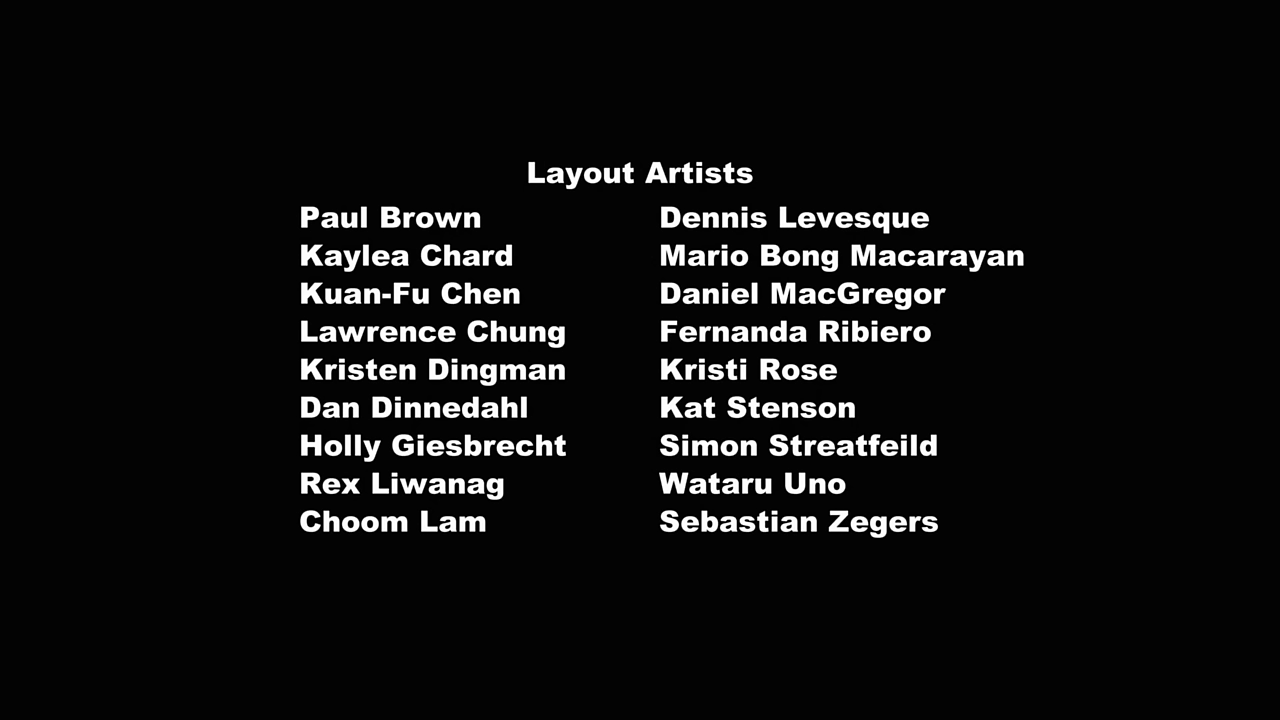 Layout Artists
Paul Brown
Kaylea Chard
Kuan-Fu Chen
Lawrence Chung
Kristen Dingman
Dan Dinnedahl
Holly Giesbrecht
Rex Liwanag
Choom Lam
Dennis Levesque
Mario Bong Macarayan
Daniel MacGregor
Fernanda Ribiero
Kristi Rose
Kat Stenson
Simon Streatfeild
Wataru Uno
Sebastian Zegers